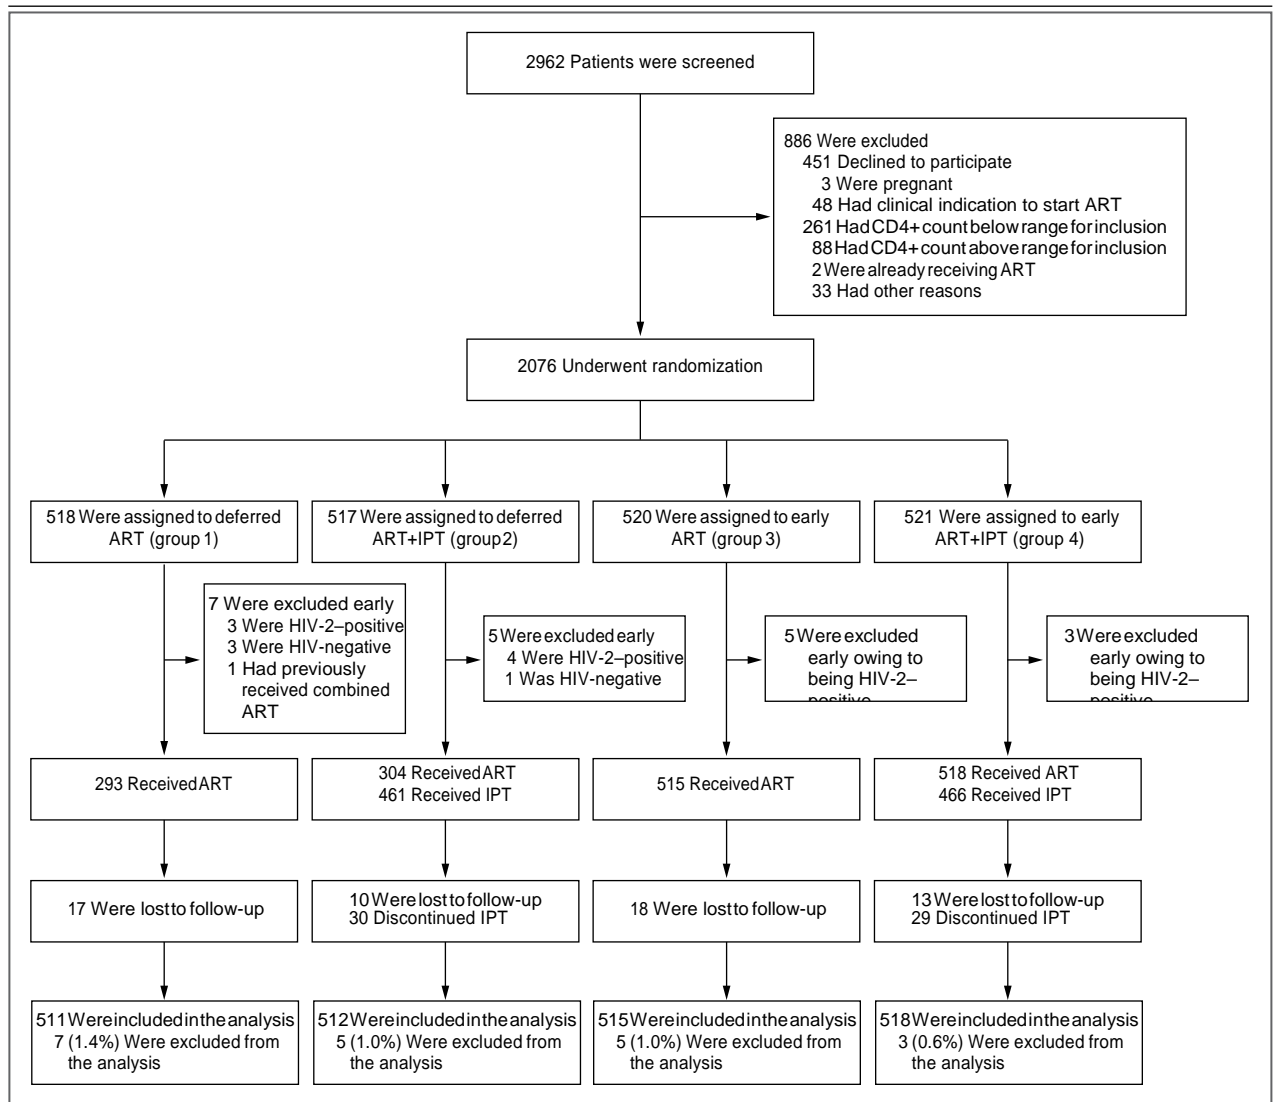 2962 Patients were screened
886 Were excluded
451 Declined to participate
3 Were pregnant
48 Had clinical indication to start ART
261 Had CD4+ count below range for inclusion
88 Had CD4+ count above range for inclusion
2 Were already receiving ART
33 Had other reasons
2076 Underwent randomization
518 Were assigned to deferred
ART (group 1)
517 Were assigned to deferred
ART+IPT (group 2)
520 Were assigned to early
ART (group 3)
521 Were assigned to early
ART+IPT (group 4)
7 Were excluded early
3 Were HIV-2–positive
3 Were HIV-negative
1 Had previously
received combined
ART
5 Were excluded early
4 Were HIV-2–positive
1 Was HIV-negative
5 Were excluded
early owing to
being HIV-2–
positive
3 Were excluded
early owing to
being HIV-2–
positive
293 Received ART
304 Received ART
461 Received IPT
515 Received ART
518 Received ART
466 Received IPT
17 Were lost to follow-up
10 Were lost to follow-up
30 Discontinued IPT
18 Were lost to follow-up
13 Were lost to follow-up
29 Discontinued IPT
511 Were included in the analysis
7 (1.4%) Were excluded from
the analysis
512 Were included in the analysis
5 (1.0%) Were excluded from
the analysis
515 Were included in the analysis
5 (1.0%) Were excluded from
the analysis
518 Were included in the analysis
3 (0.6%) Were excluded from
the analysis